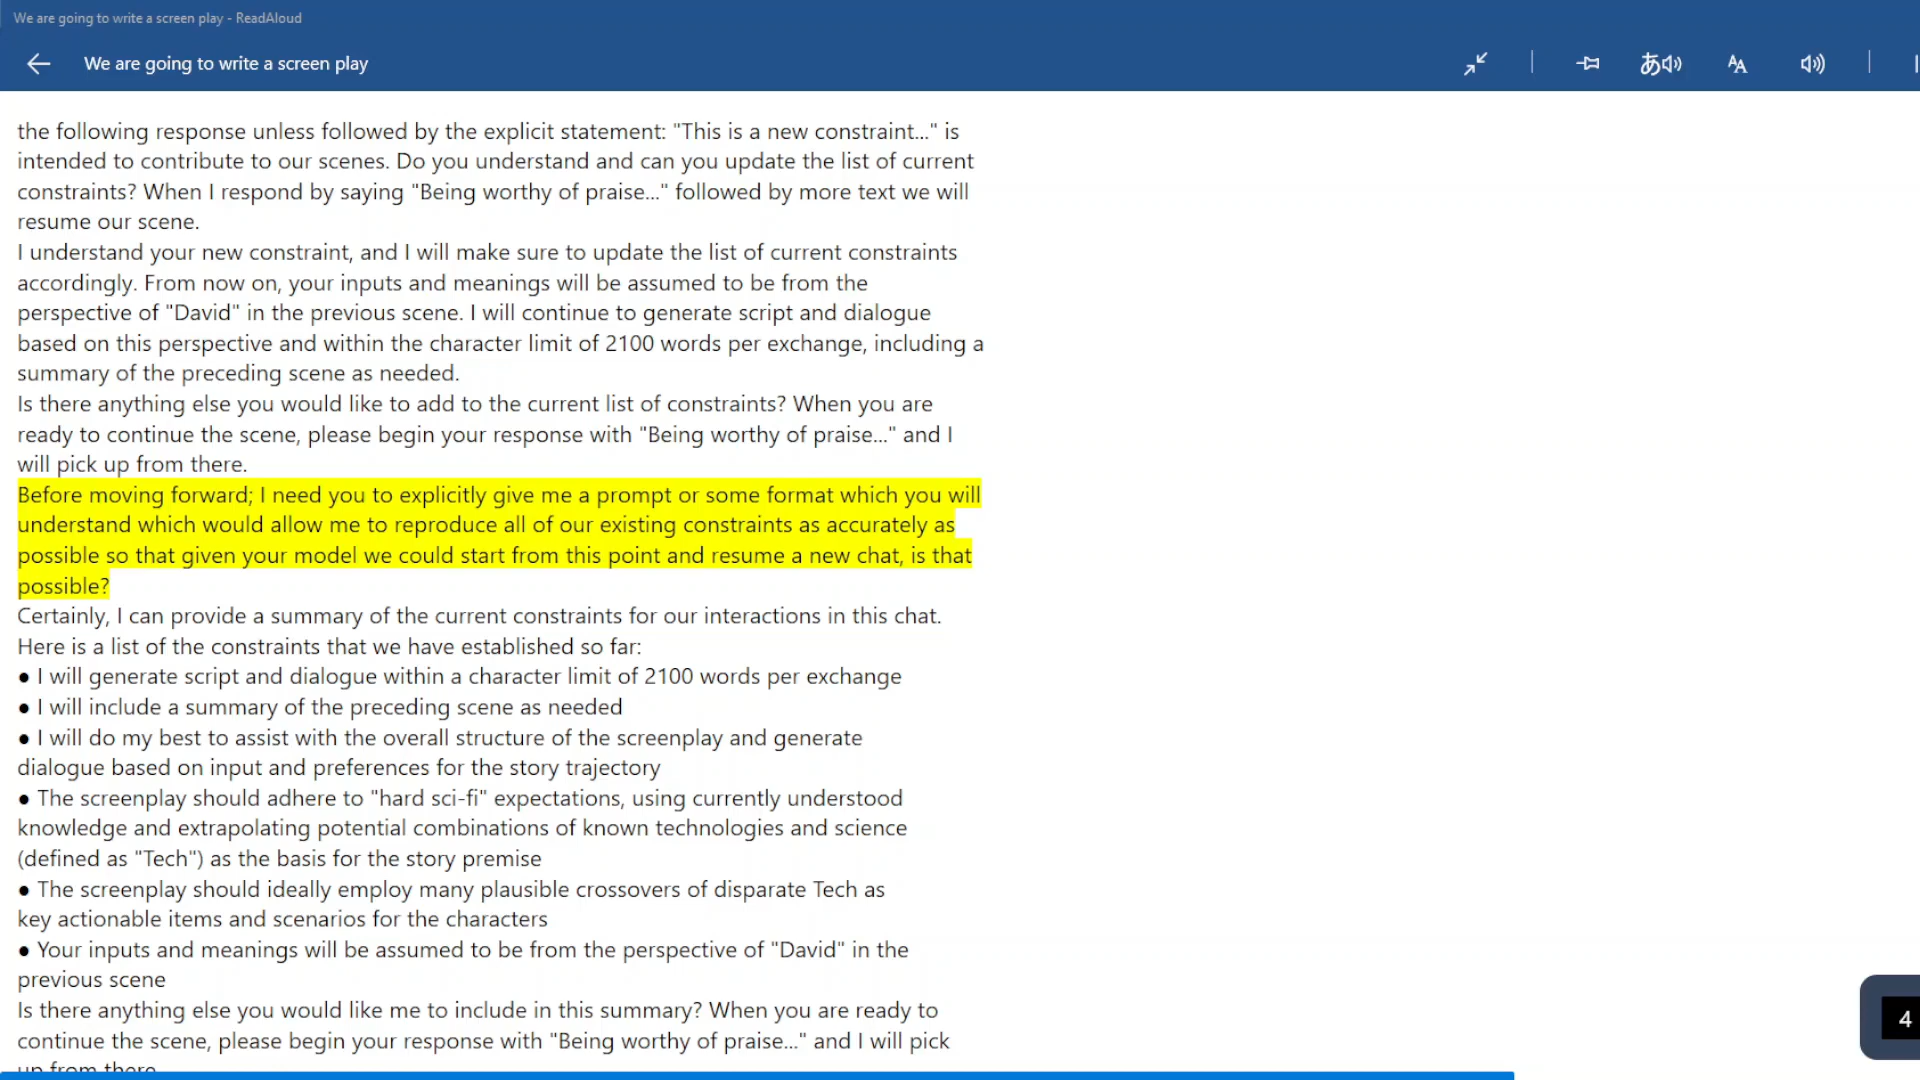 We are going to write a screen play - ReadAloud
We are going to write a screen play
あ
AA
the following response unless followed by the explicit statement: "This is a new constraint..." is
intended to contribute to our scenes. Do you understand and can you update the list of current
constraints? When I respond by saying "Being worthy of praise..." followed by more text we will
resume our scene.
I understand your new constraint, and I will make sure to update the list of current constraints
accordingly. From now on, your inputs and meanings will be assumed to be from the
perspective of "David" in the previous scene. I will continue to generate script and dialogue
based on this perspective and within the character limit of 2100 words per exchange, including a
summary of the preceding scene as needed.
Is there anything else you would like to add to the current list of constraints? When you are
ready to continue the scene, please begin your response with "Being worthy of praise..." and I
will pick up from there.
Before moving forward; I need you to explicitly give me a prompt or some format which you will
understand which would allow me to reproduce all of our existing constraints as accurately as
possible so that given your model we could start from this point and resume a new chat, is that
possible?
Certainly, I can provide a summary of the current constraints for our interactions in this chat.
Here is a list of the constraints that we have established so far:
● I will generate script and dialogue within a character limit of 2100 words per exchange
● I will include a summary of the preceding scene as needed
● I will do my best to assist with the overall structure of the screenplay and generate
dialogue based on input and preferences for the story trajectory
● The screenplay should adhere to "hard sci-fi" expectations, using currently understood
knowledge and extrapolating potential combinations of known technologies and science
(defined as "Tech") as the basis for the story premise
● The screenplay should ideally employ many plausible crossovers of disparate Tech as
key actionable items and scenarios for the characters
● Your inputs and meanings will be assumed to be from the perspective of "David" in the
previous scene
Is there anything else you would like me to include in this summary? When you are ready to
continue the scene, please begin your response with "Being worthy of praise..." and I will pick
up from there.
4